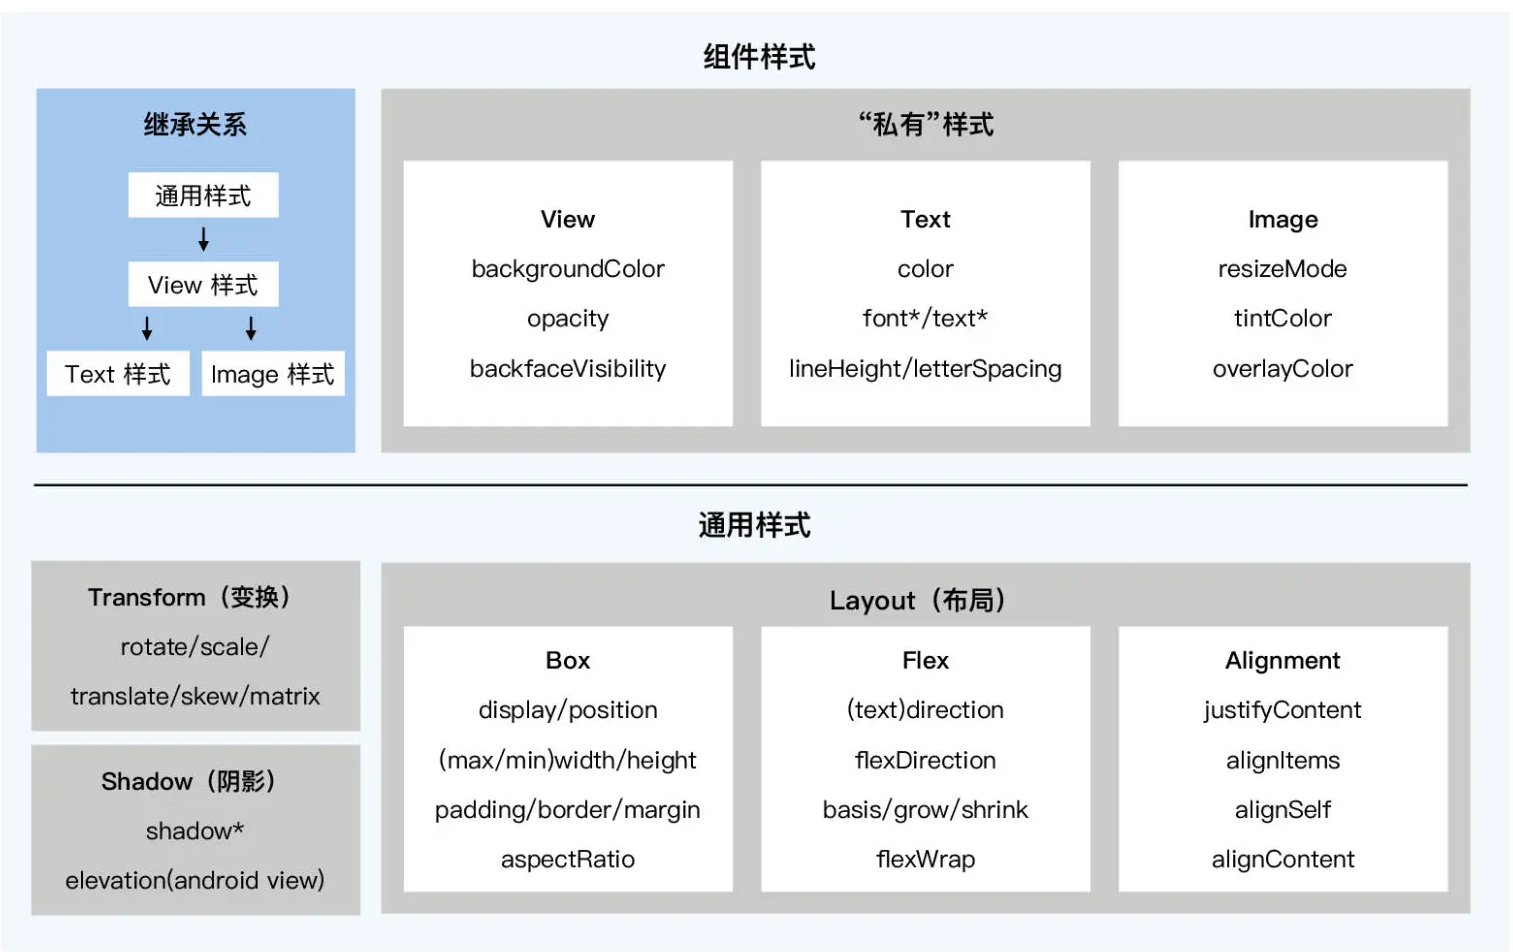 组件样式
继承关系
通用样式
View 样式
Text 样式
Image 样式
“私有”样式
View
backgroundColor
opacity
backfaceVisibility
Text
color
font*/text*
lineHeight/letterSpacing
Image
resizeMode
tintColor
overlayColor
通用样式
Transform（变换）
rotate/scale/
translate/skew/matrix
Shadow（阴影）
shadow*
elevation(android view)
Layout（布局）
Box
display/position
(max/min)width/height
padding/border/margin
aspectRatio
Flex
(text)direction
flexDirection
basis/grow/shrink
flexWrap
Alignment
justifyContent
alignItems
alignSelf
alignContent